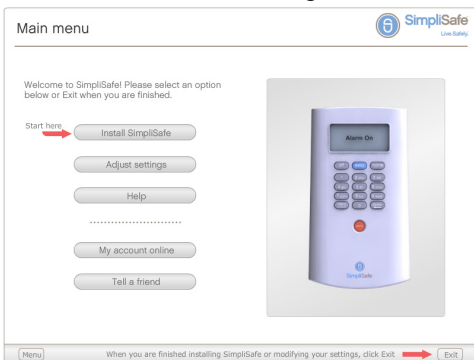 Main menu
SimpliSafe
Live Safely.
Welcome to SimpliSafe! Please select an option
below or Exit when you are finished.
Start here
Install SimpliSafe
Adjust settings
Help
My account online
Tell a friend
Alarm On
SimpliSafe
Menu
When you are finished installing SimpliSafe or modifying your settings, click Exit
Exit